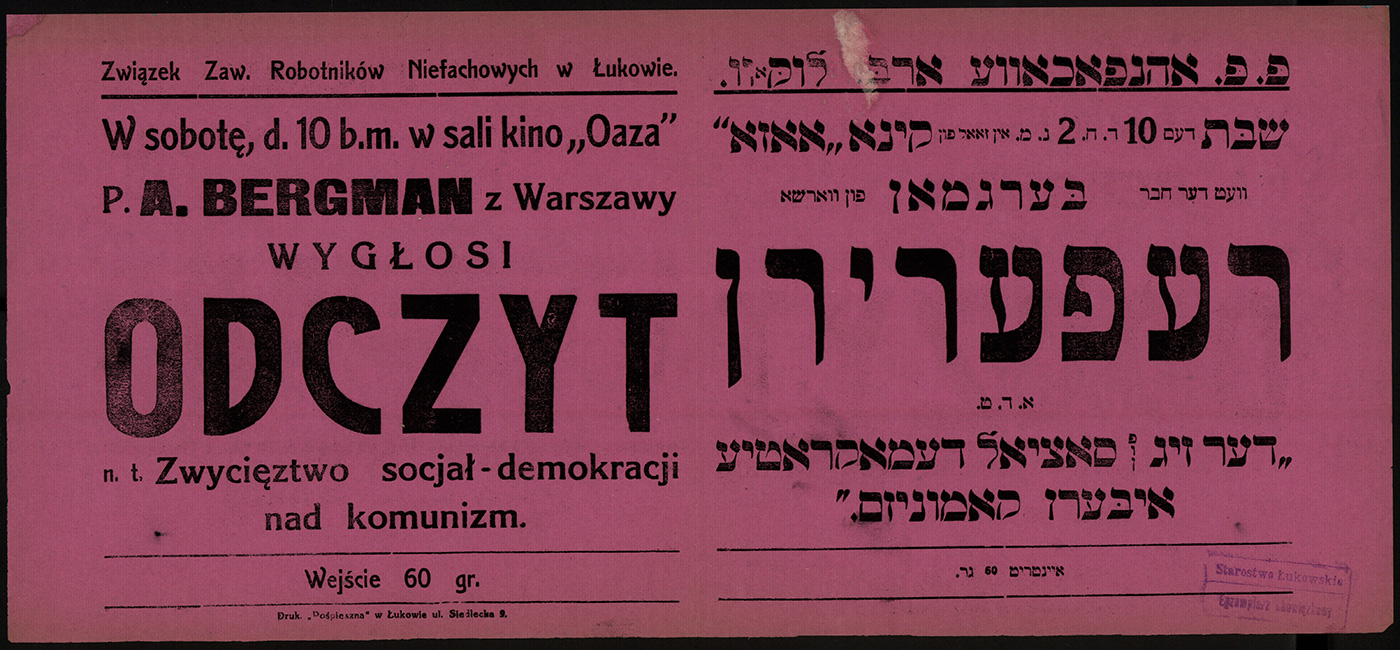 Związek Zaw. Robotników Niefachowych w Łukowie.
W sobotę, d. 10 b.m. w sali kino „Oaza”
P. A. BERGMAN z Warszawy
WYGŁOSI
ODCZYT
n. t. Zwycięztwo socjał-demokracji
nad komunizm.
Wejście 60 gr.
Druk. „Pośpieszna” w Łukowie ul. Siedlecka 9.
פ. פ. אהנפאכאווע ארב לוקאוו.
שבת דעם 10 ד. ח. 2 נ. מ. אין זאאל פון קינא „אאזא”
וועט דער חבר בערגמאן פון ווארשא
רעפערירן
א. ד. ט.
„דער זיג פון סאציאל דעמאקראטיע
איבערן קאמוניזם.”
איינטריט 60 גר.
Starostwo Łukowskie